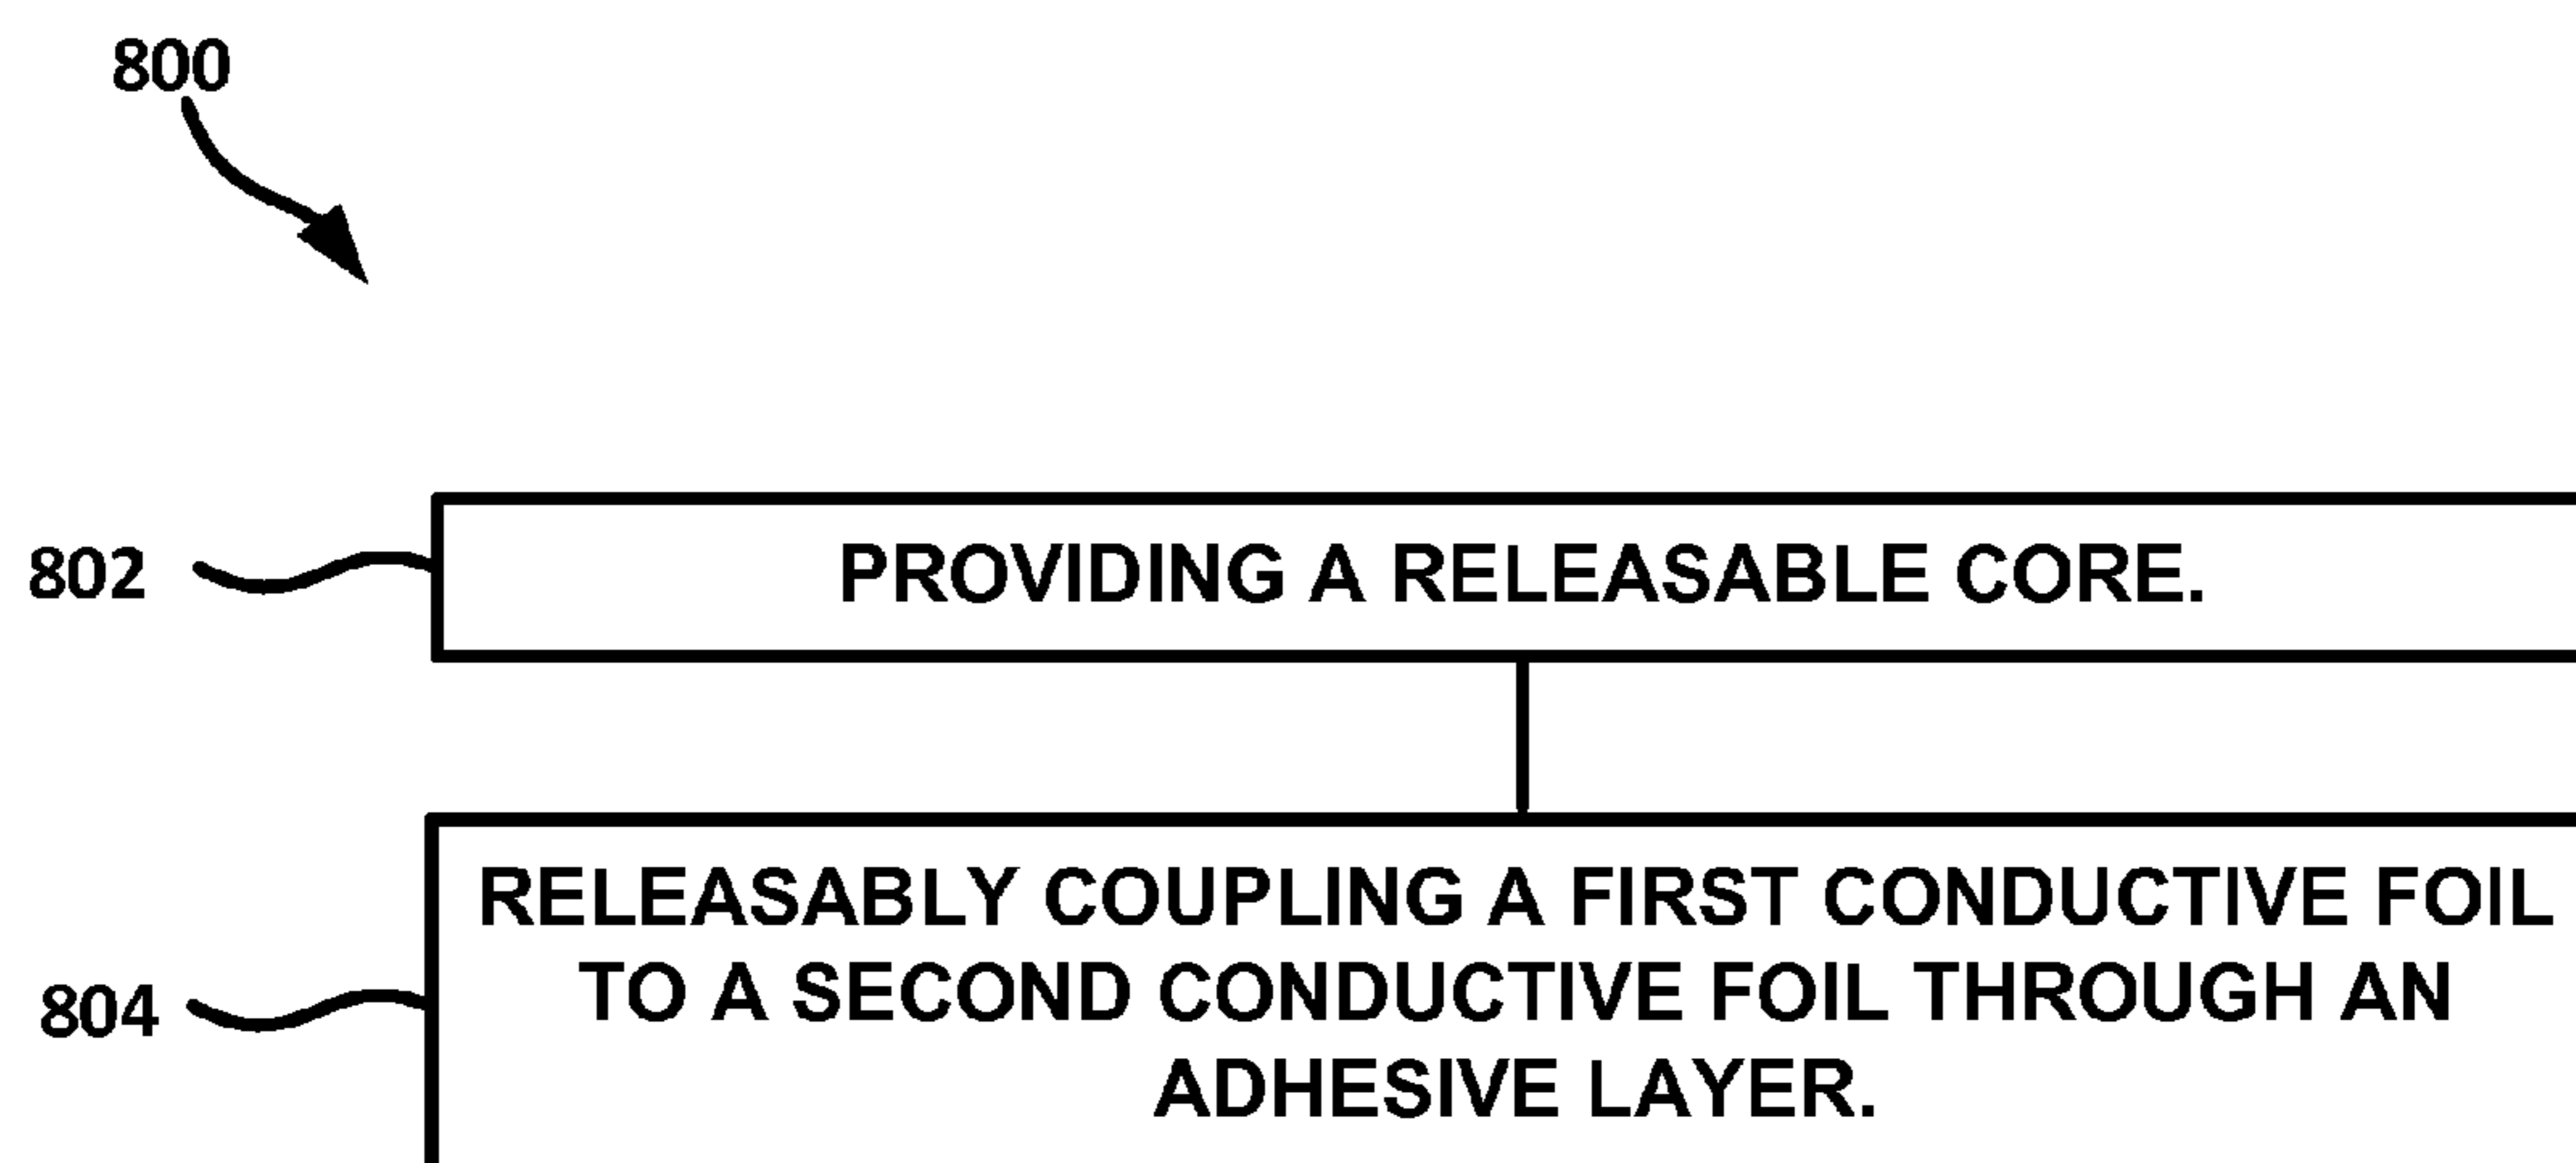 800
802
PROVIDING A RELEASABLE CORE.
804
RELEASABLY COUPLING A FIRST CONDUCTIVE FOIL
TO A SECOND CONDUCTIVE FOIL THROUGH AN
ADHESIVE LAYER.